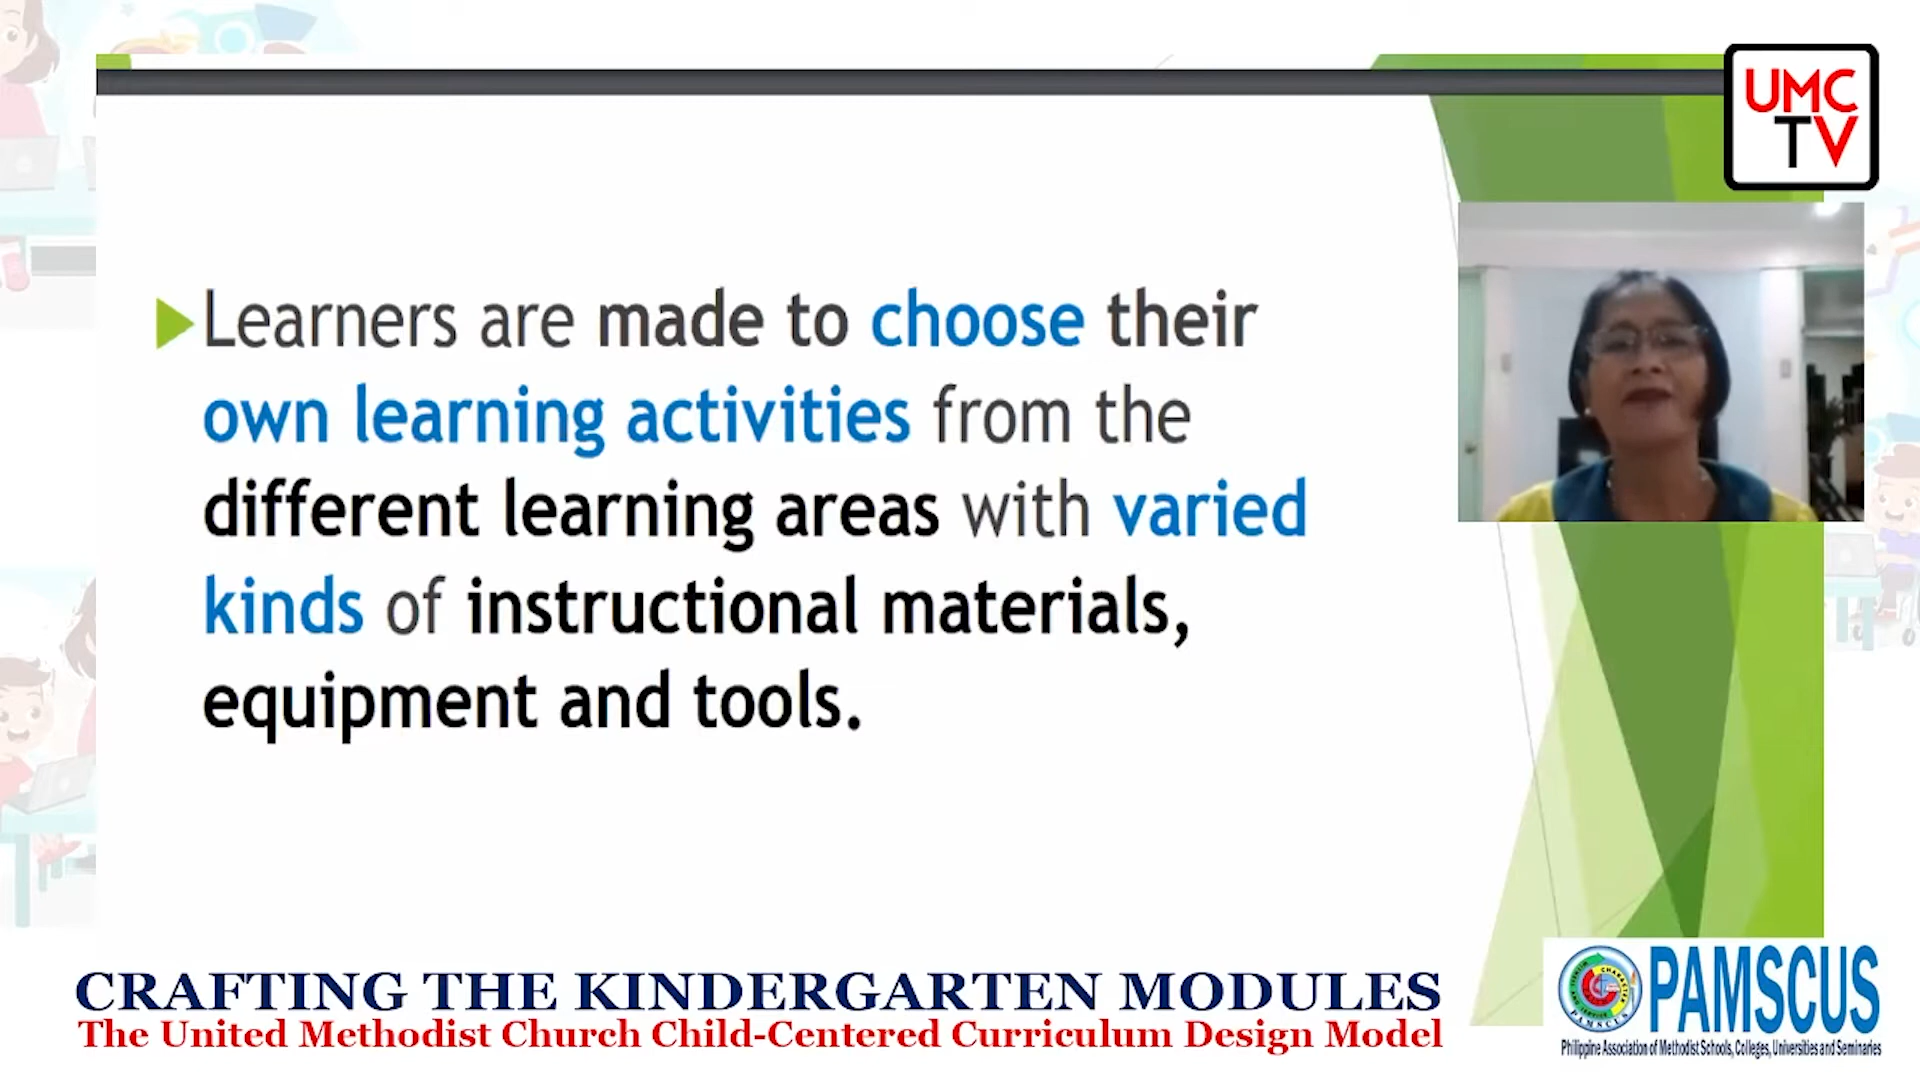 UMC
TV
Learners are made to choose their
own learning activities from the
different learning areas with varied
kinds of instructional materials,
equipment and tools.
CRAFTING THE KINDERGARTEN MODULES
The United Methodist Church Child-Centered Curriculum Design Model
PAMSCUS
Philippine Association of Methodist Schools, Colleges, Universities and Seminaries